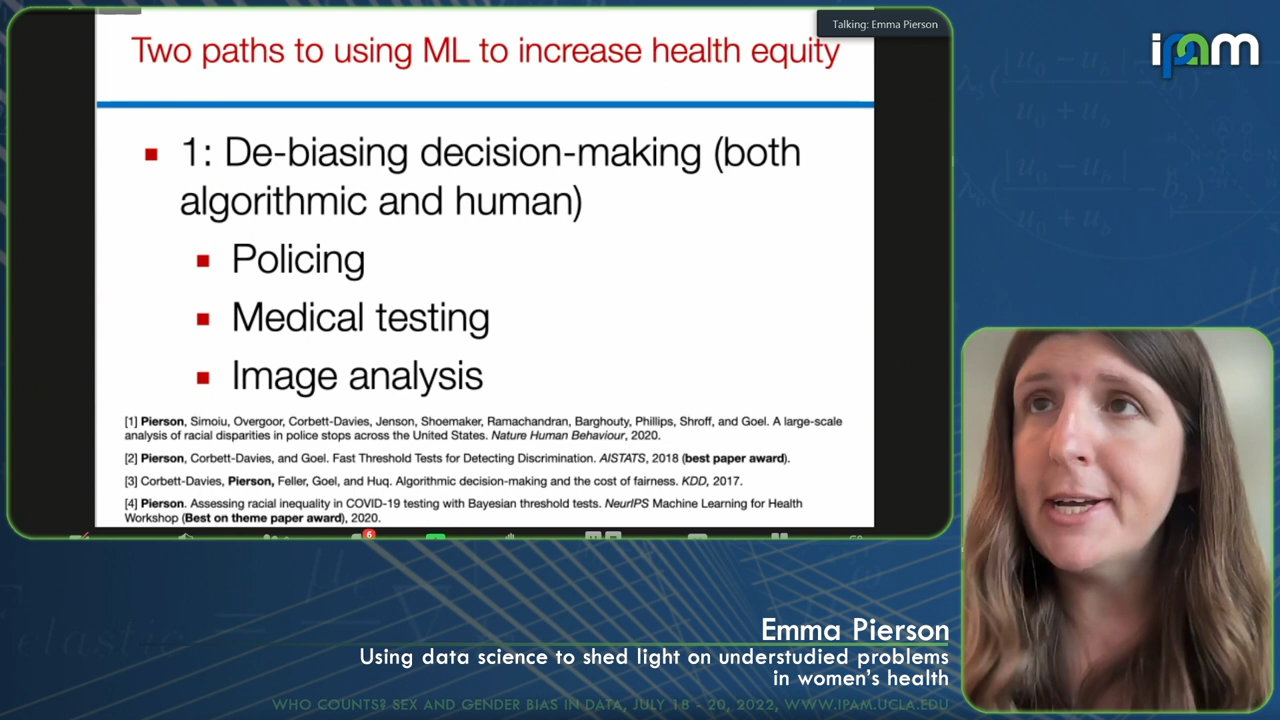 Talking: Emma Pierson
ipam
Two paths to using ML to increase health equity
1: De-biasing decision-making (both
algorithmic and human)
Policing
Medical testing
Image analysis
[1] Pierson, Simoiu, Overgoor, Corbett-Davies, Jenson, Shoemaker, Ramachandran, Barghouty, Phillips, Shroff, and Goel. A large-scale
analysis of racial disparities in police stops across the United States. Nature Human Behaviour, 2020.
[2] Pierson, Corbett-Davies, and Goel. Fast Threshold Tests for Detecting Discrimination. AISTATS, 2018 (best paper award).
[3] Corbett-Davies, Pierson, Feller, Goel, and Huq. Algorithmic decision-making and the cost of fairness. KDD, 2017.
[4] Pierson. Assessing racial inequality in COVID-19 testing with Bayesian threshold tests. NeurIPS Machine Learning for Health
Workshop (Best on theme paper award), 2020.
6
Emma Pierson
Using data science to shed light on understudied problems
in women's health
WHO COUNTS? SEX AND GENDER BIAS IN DATA, JULY 18 - 20, 2022, WWW.IPAM.UCLA.EDU
elastic